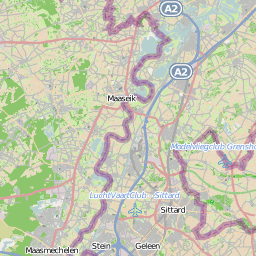 A2
A2
Maaseik
Modelvliegclub Grensho
LuchtVaartClub Sittard
Sittard
Maasmechelen
Stein
Geleen